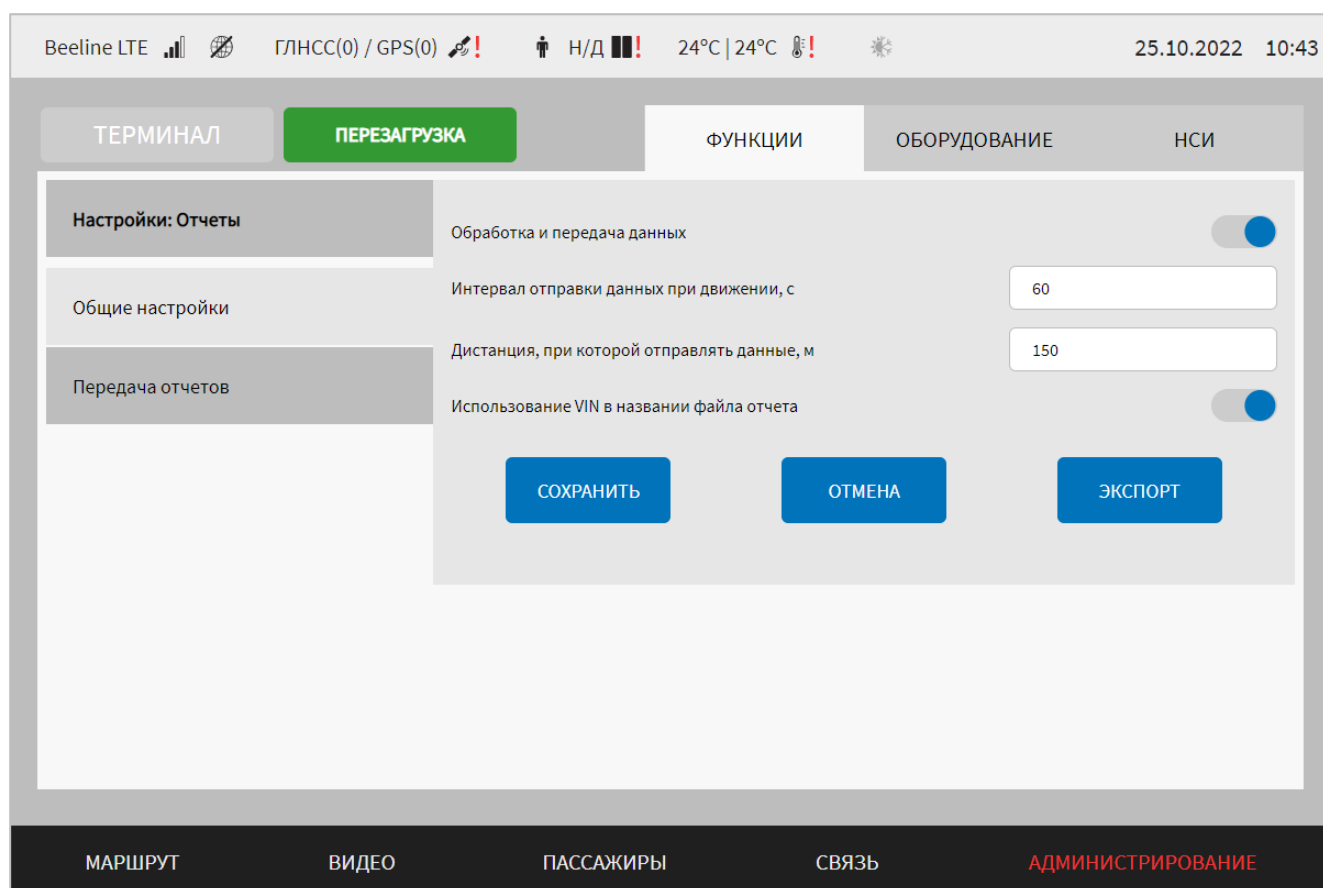 Beeline LTE ГЛНСС(0) / GPS(0) ! Н/Д ! 24°C | 24°C ! 25.10.2022 10:43
ТЕРМИНАЛ ПЕРЕЗАГРУЗКА ФУНКЦИИ ОБОРУДОВАНИЕ НСИ
Настройки: Отчеты
Общие настройки
Передача отчетов
Обработка и передача данных
Интервал отправки данных при движении, с 60
Дистанция, при которой отправлять данные, м 150
Использование VIN в названии файла отчета
СОХРАНИТЬ ОТМЕНА ЭКСПОРТ
МАРШРУТ ВИДЕО ПАССАЖИРЫ СВЯЗЬ АДМИНИСТРИРОВАНИЕ